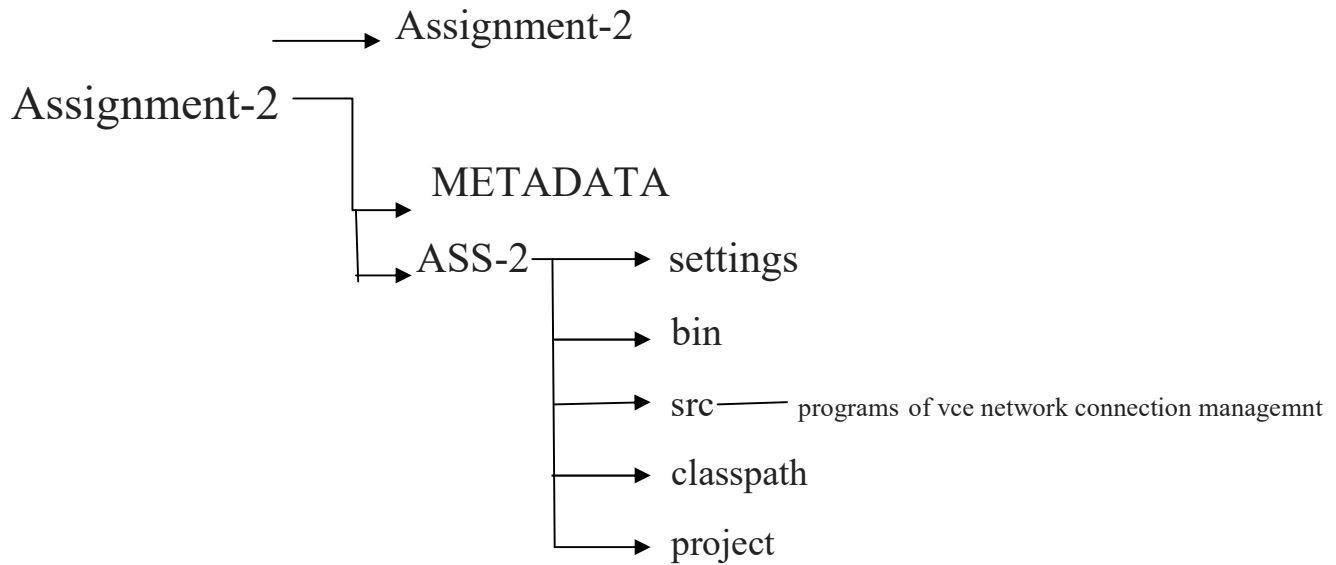 Assignment-2
Assignment-2
METADATA
ASS-2 settings
bin
src programs of vce network connection managemnt
classpath
project